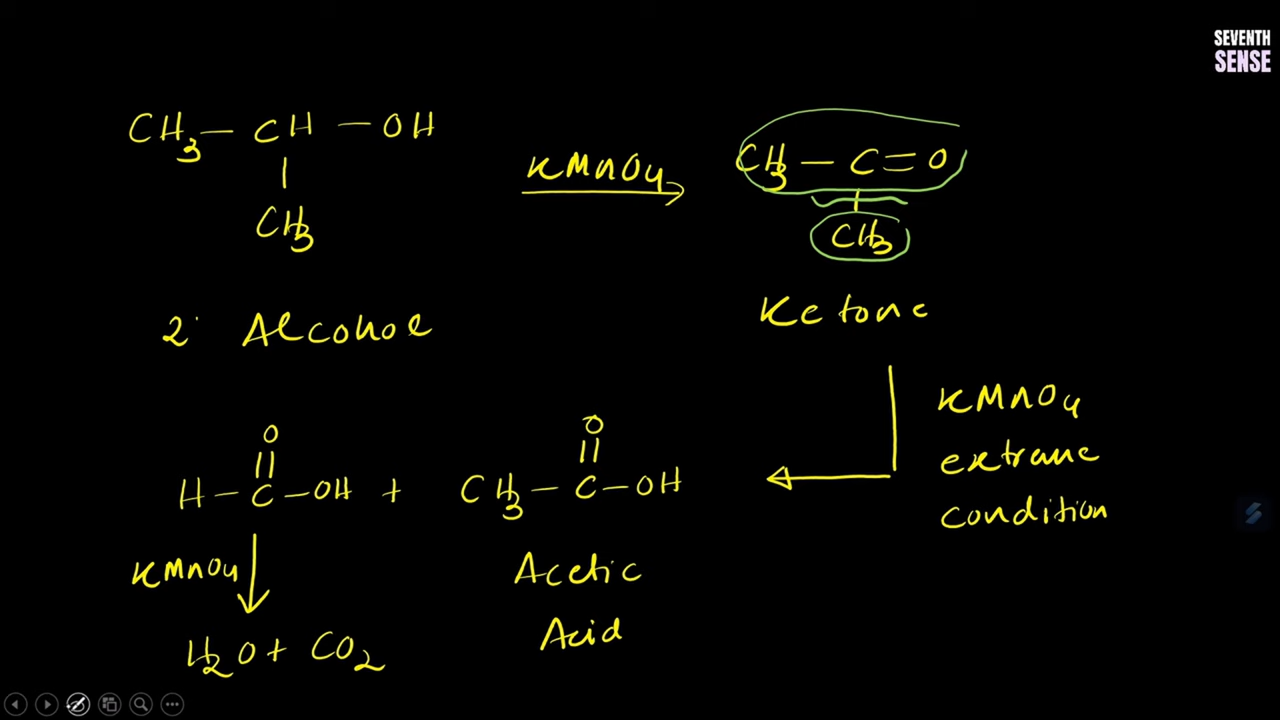 SEVENTH
SENSE
CH3 — CH — OH
|
CH3
KMnO4
CH3 — C = O
|
CH3
2° Alcohol
Ketone
KMnO4
extrame
condition
O
||
H — C — OH +
O
||
CH3 — C — OH
KMnO4
Acetic
Acid
H2O + CO2